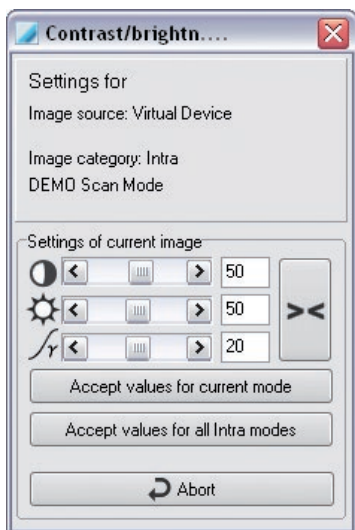 Contrast/brightn....
Settings for
Image source: Virtual Device
Image category: Intra
DEMO Scan Mode
Settings of current image
50
50
γ 20
><
Accept values for current mode
Accept values for all Intra modes
Abort